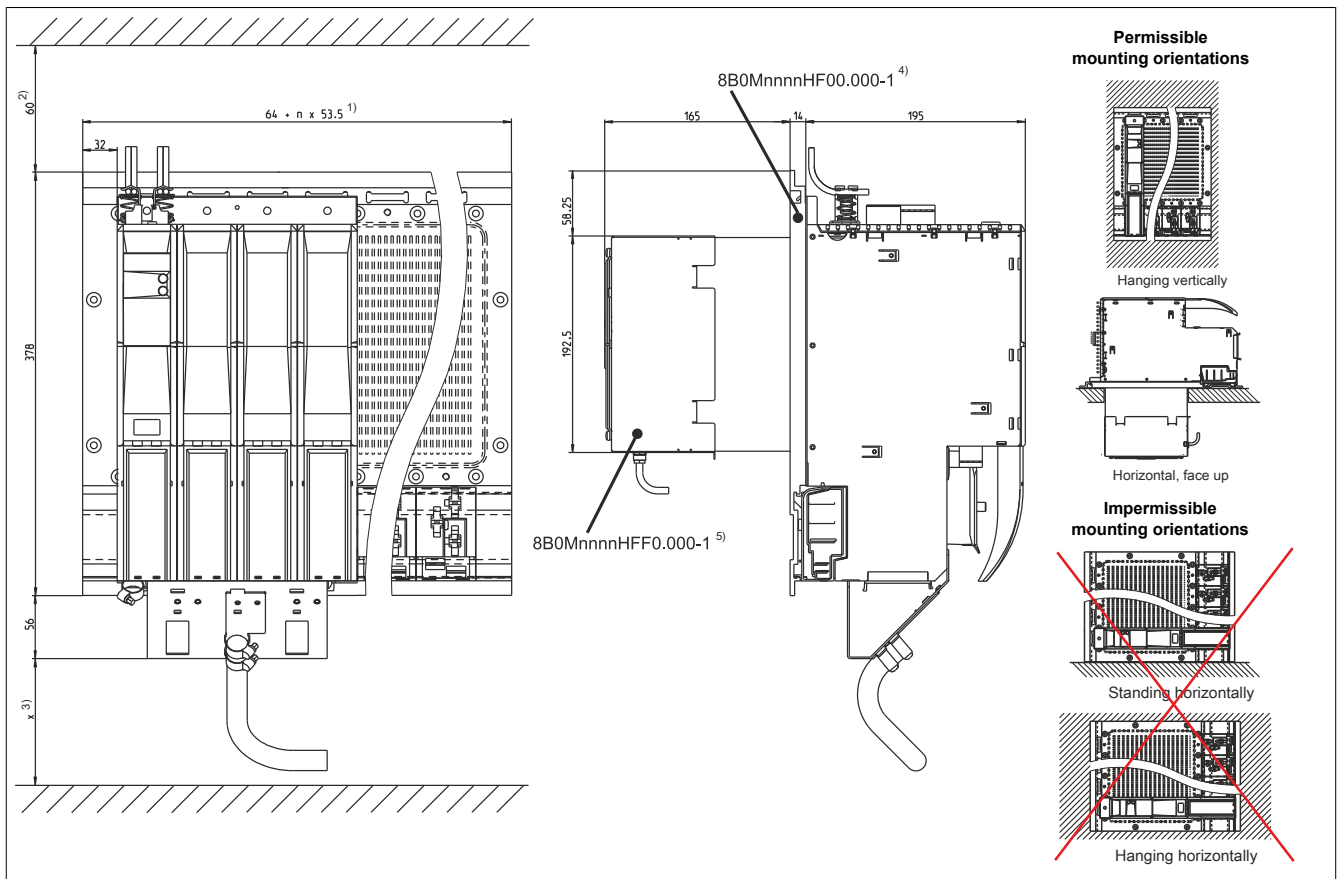 60 2)
64 + n x 53.5 1)
32
378
56
x 3)
8B0MnnnnHF00.000-1 4)
165
14
195
58.25
192.5
8B0MnnnnHFF0.000-1 5)
Permissible
mounting orientations
Hanging vertically
Horizontal, face up
Impermissible
mounting orientations
Standing horizontally
Hanging horizontally